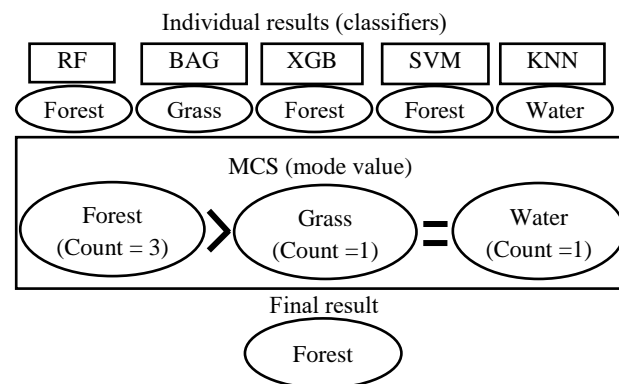 Individual results (classifiers)
RF BAG XGB SVM KNN
Forest Grass Forest Forest Water
MCS (mode value)
Forest > Grass = Water
(Count = 3) (Count =1) (Count =1)
Final result
Forest